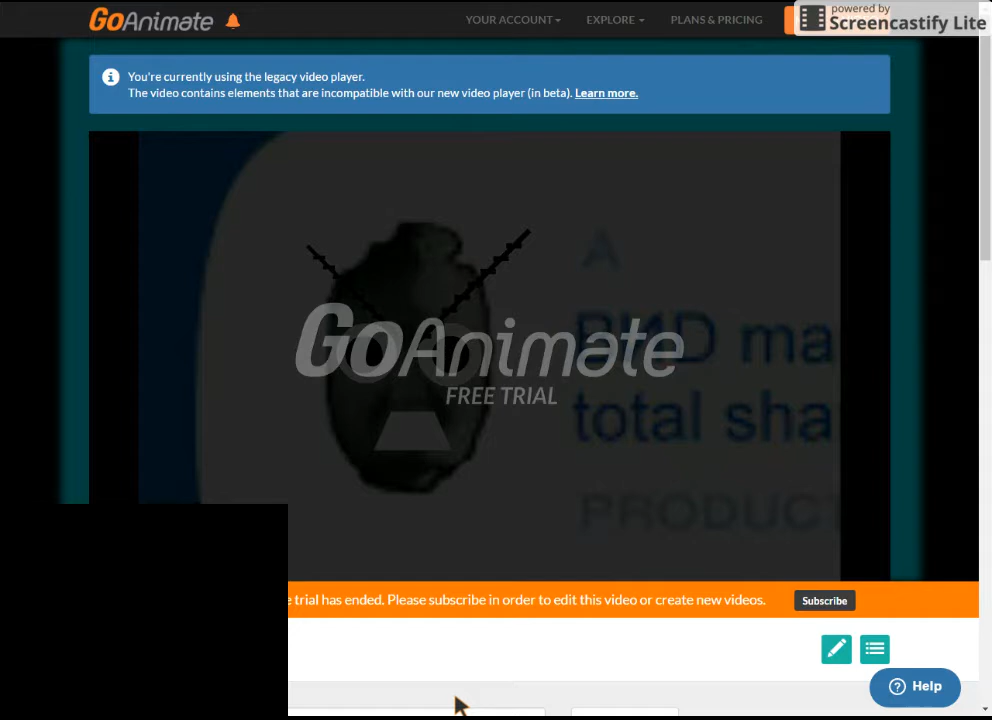 GoAnimate
YOUR ACCOUNT
EXPLORE
PLANS & PRICING
powered by
Screencastify Lite
You're currently using the legacy video player.
The video contains elements that are incompatible with our new video player (in beta). Learn more.
A
total sha
PRODUCT
GoAnimate
FREE TRIAL
e trial has ended. Please subscribe in order to edit this video or create new videos.
Subscribe
Help